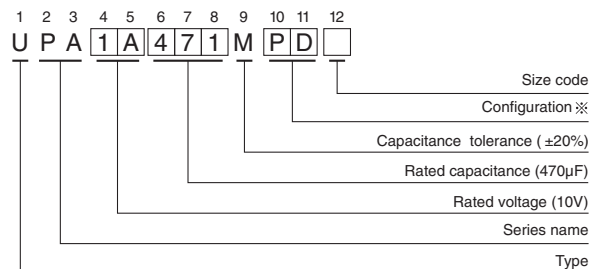 1 2 3 4 5 6 7 8 9 10 11 12
U P A 1 A 4 7 1 M P D
Size code
Configuration ※
Capacitance tolerance ( ±20%)
Rated capacitance (470µF)
Rated voltage (10V)
Series name
Type